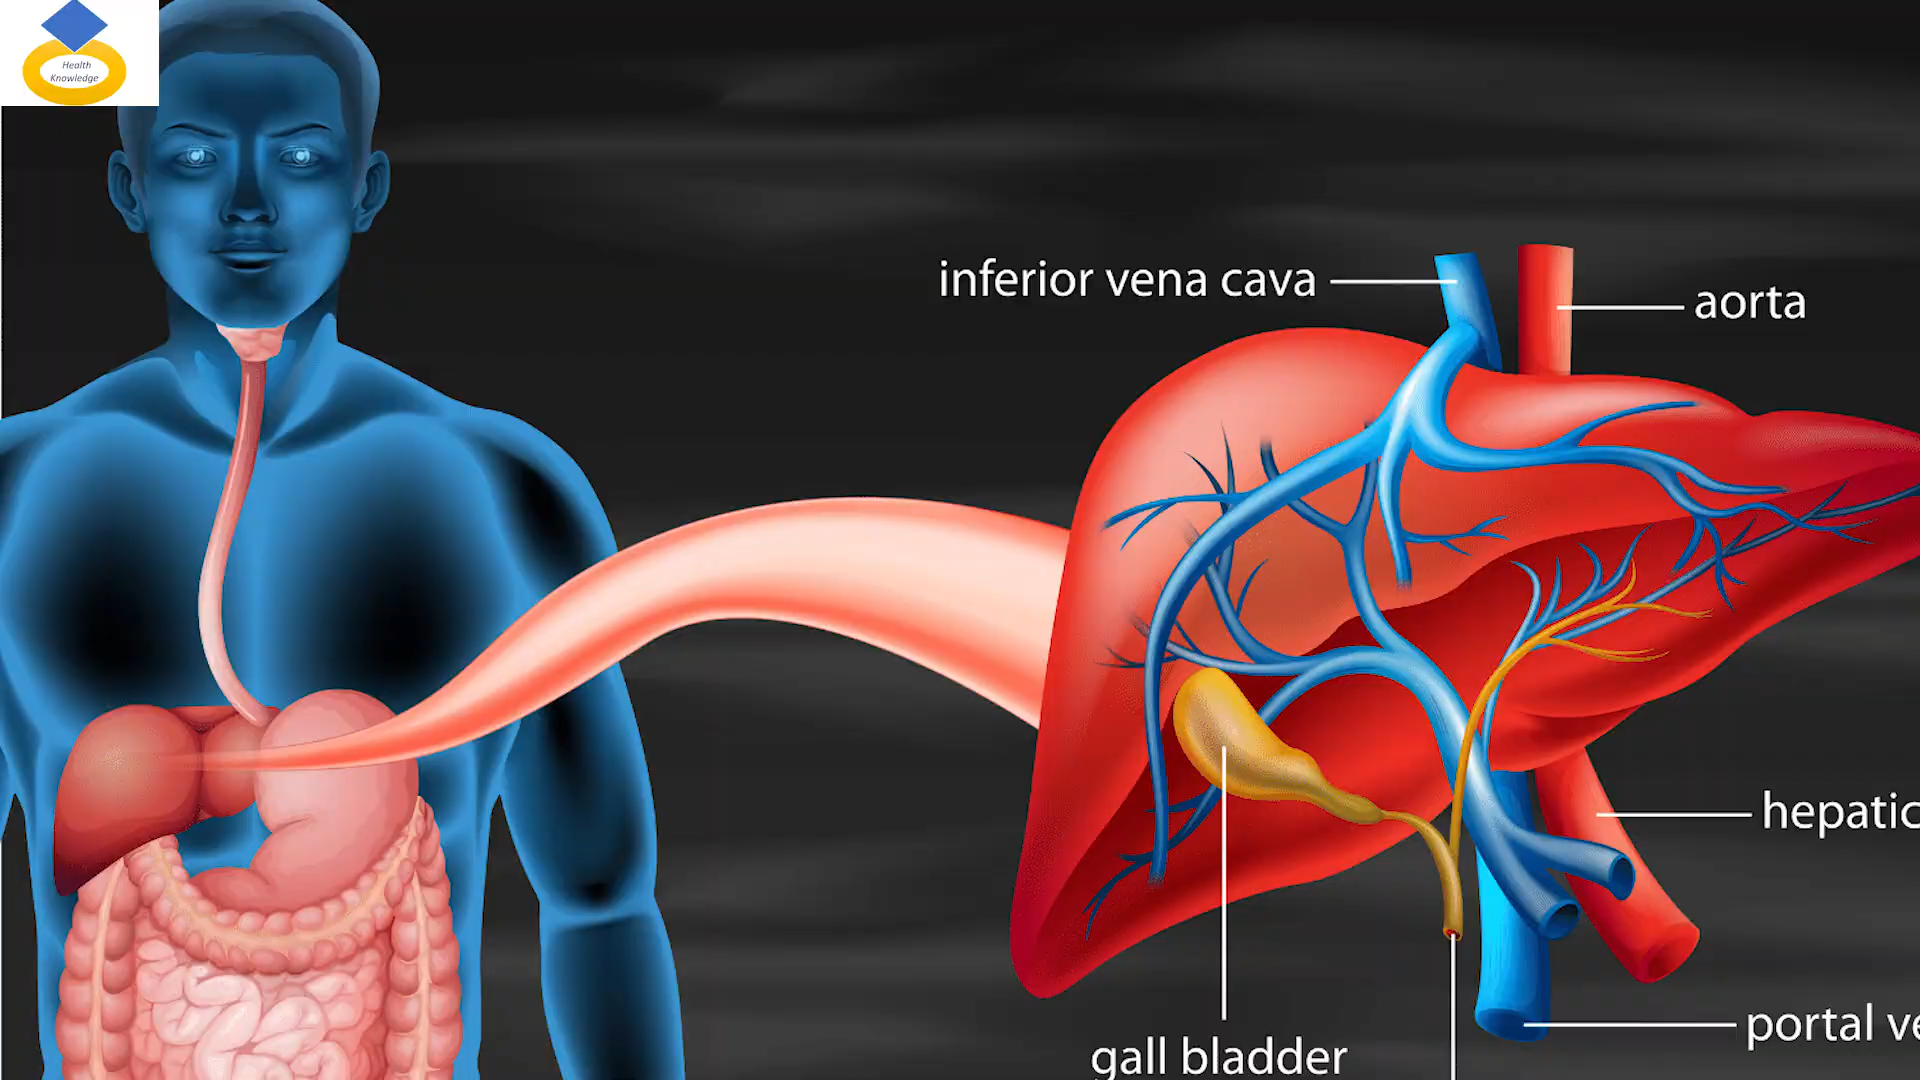 Health
Knowledge
inferior vena cava
aorta
hepatic
portal ve
gall bladder